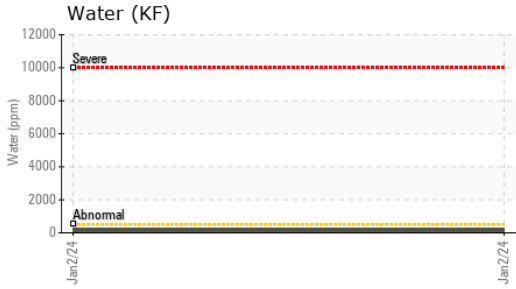 Water (KF)
12000
10000
8000
6000
4000
2000
0
Water (ppm)
Severe
Abnormal
Jan2/24
Jan2/24